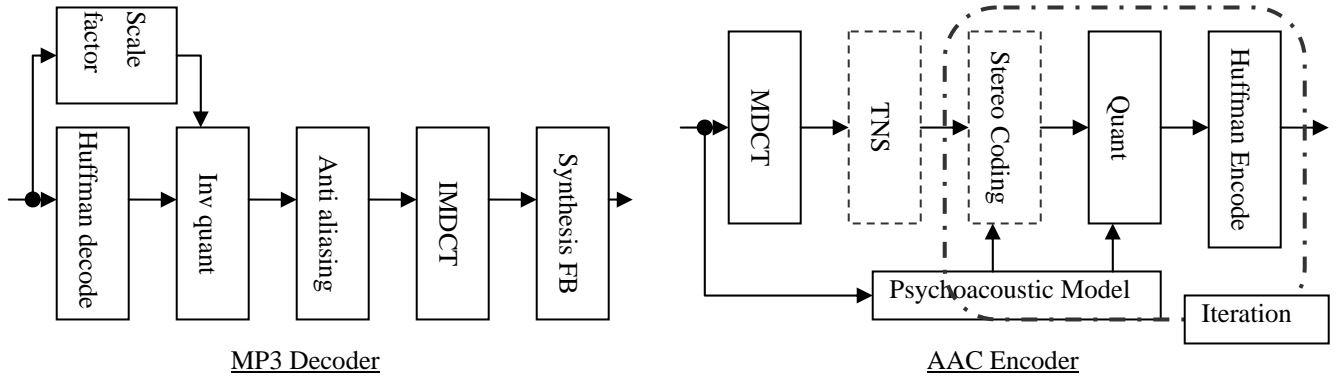 Scale
factor
Huffman decode
Inv quant
Anti aliasing
IMDCT
Synthesis FB
MP3 Decoder
MDCT
TNS
Stereo Coding
Quant
Huffman Encode
Psychoacoustic Model
Iteration
AAC Encoder